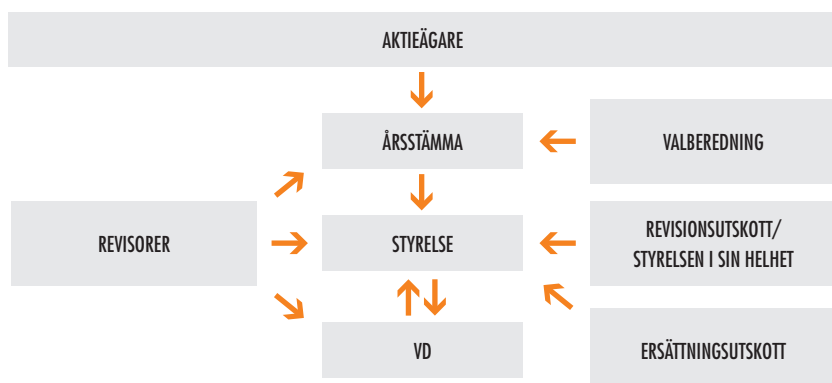 AKTIEÄGARE
ÅRSSTÄMMA
VALBEREDNING
REVISORER
STYRELSE
REVISIONSUTSKOTT/
STYRELSEN I SIN HELHET
VD
ERSÄTTNINGSUTSKOTT